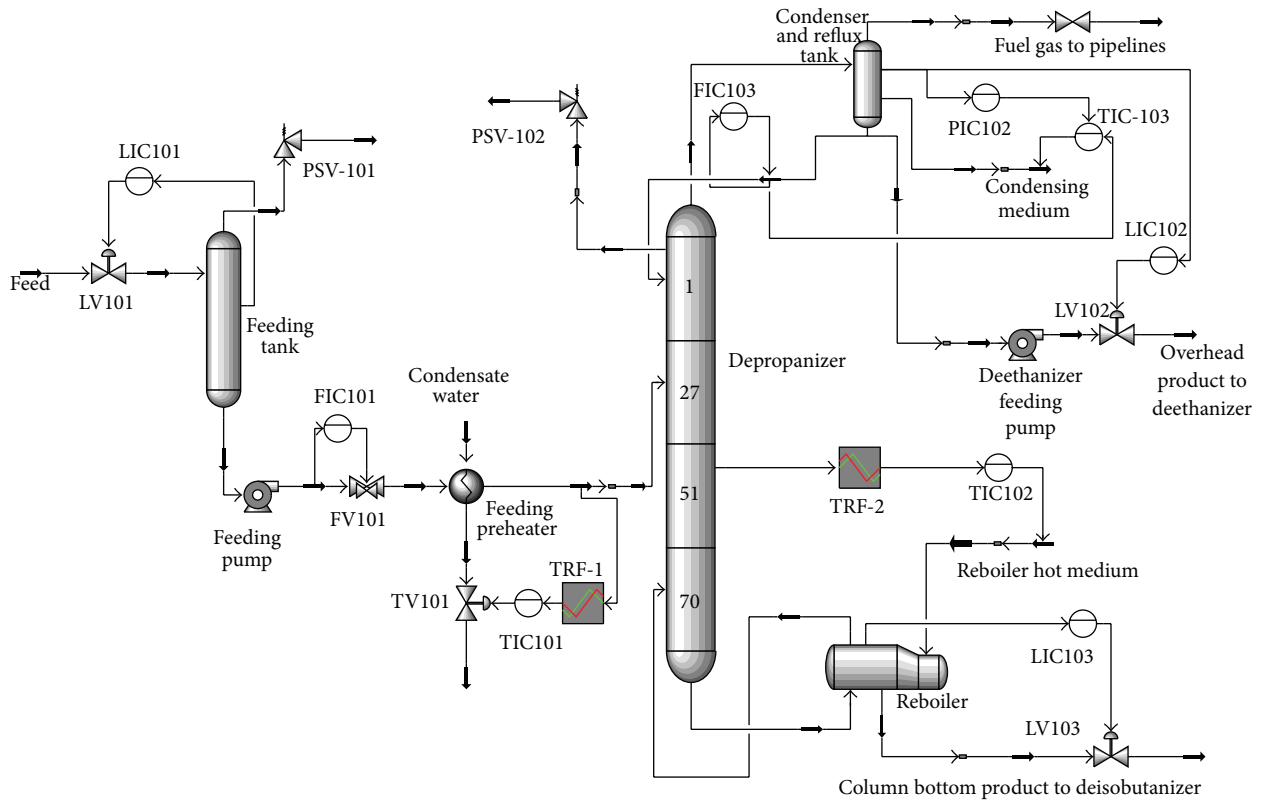 Condenser
and reflux
tank
Fuel gas to pipelines
FIC103
PIC102
TIC-103
PSV-102
LIC101
PSV-101
Condensing
medium
LIC102
Feed
LV101
1
LV102
Feeding
tank
Depropanizer
Overhead
product to
deethanizer
Deethanizer
feeding
pump
Condensate
water
27
FIC101
51
TIC102
TRF-2
FV101
Feeding
preheater
Feeding
pump
TRF-1
Reboiler hot medium
TV101
70
TIC101
LIC103
Reboiler
LV103
Column bottom product to deisobutanizer